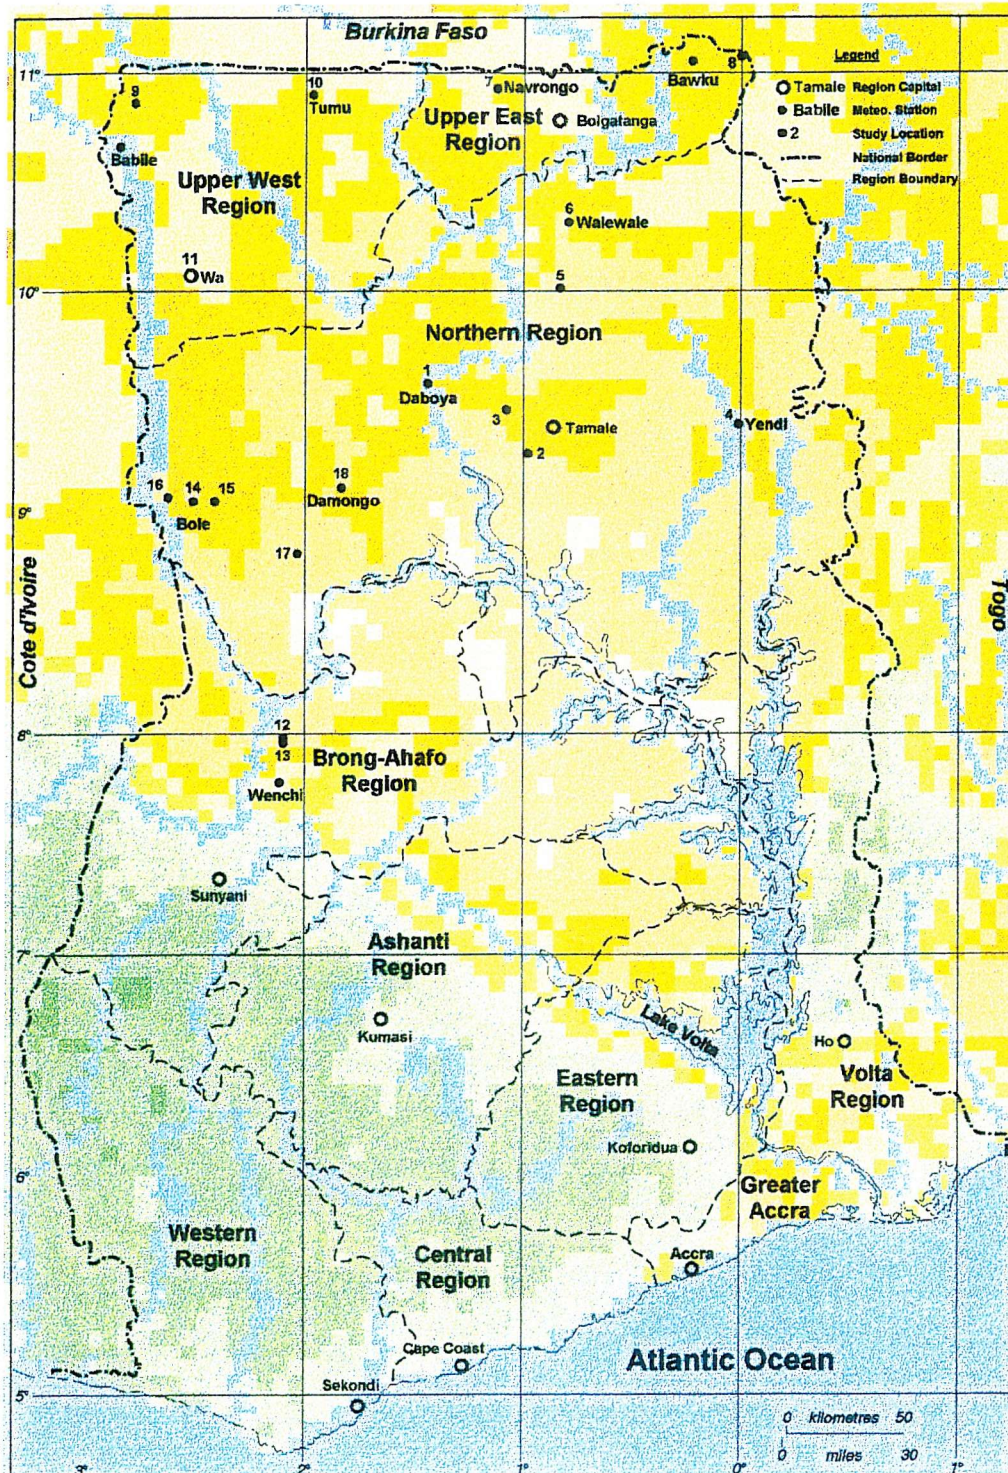 Burkina Faso
11°
9
10
Tumu
7
Navrongo
Bawku
8
Legend
Tamale Region Capital
Babile Meteo. Station
2 Study Location
National Border
Region Boundary
Upper East
Region
Bolgatanga
Babile
Upper West
Region
6
Walewale
11
Wa
5
10°
Northern Region
1
Daboya
3
Tamale
2
4
Yendi
16
14
15
Bole
18
Damongo
9°
17
Cote d'Ivoire
Togo
8°
12
13
Wenchi
Brong-Ahafo
Region
Sunyani
7°
Ashanti
Region
Kumasi
Lake Volta
Ho
Volta
Region
Eastern
Region
Koforidua
6°
Greater
Accra
Western
Region
Central
Region
Accra
Cape Coast
Sekondi
Atlantic Ocean
5°
0 kilometres 50
0 miles 30
3°
2°
1°
0°
1°